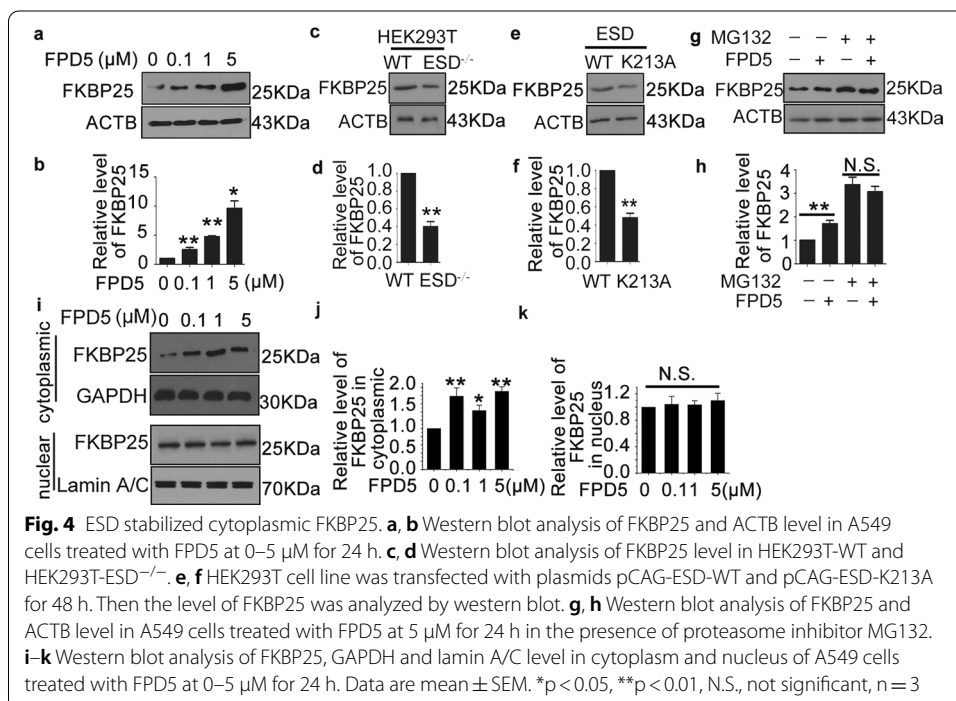 a
FPD5 (μM) 0 0.1 1 5
FKBP25 25KDa
ACTB 43KDa
c
HEK293T
WT ESD-/-
FKBP25 25KDa
ACTB 43KDa
e
ESD
WT K213A
FKBP25 25KDa
ACTB 43KDa
g
MG132 – – + +
FPD5 – + – +
FKBP25 25KDa
ACTB 43KDa
b
Relative level of FKBP25
15
10
5
0
** ** *
FPD5 0 0.1 1 5 (μM)
d
Relative level of FKBP25
1.0
0.8
0.6
0.4
0.2
0.0
**
WT ESD-/-
f
Relative level of FKBP25
1.0
0.8
0.6
0.4
0.2
0.0
**
WT K213A
h
Relative level of FKBP25
4
3
2
1
0
** N.S.
MG132 – – + +
FPD5 – + – +
i
FPD5 (μM) 0 0.1 1 5
cytoplasmic
FKBP25 25KDa
GAPDH 30KDa
nuclear
FKBP25 25KDa
Lamin A/C 70KDa
j
Relative level of FKBP25 in cytoplasmic
2.0
1.5
1.0
0.5
0.0
** * **
FPD5 0 0.1 1 5(μM)
k
Relative level of FKBP25 in nucleus
1.2
0.8
0.4
0.0
N.S.
FPD5 0 0.11 5(μM)
Fig. 4 ESD stabilized cytoplasmic FKBP25. a, b Western blot analysis of FKBP25 and ACTB level in A549
cells treated with FPD5 at 0–5 μM for 24 h. c, d Western blot analysis of FKBP25 level in HEK293T-WT and
HEK293T-ESD−/−. e, f HEK293T cell line was transfected with plasmids pCAG-ESD-WT and pCAG-ESD-K213A
for 48 h. Then the level of FKBP25 was analyzed by western blot. g, h Western blot analysis of FKBP25 and
ACTB level in A549 cells treated with FPD5 at 5 μM for 24 h in the presence of proteasome inhibitor MG132.
i–k Western blot analysis of FKBP25, GAPDH and lamin A/C level in cytoplasm and nucleus of A549 cells
treated with FPD5 at 0–5 μM for 24 h. Data are mean ± SEM. *p < 0.05, **p < 0.01, N.S., not significant, n = 3